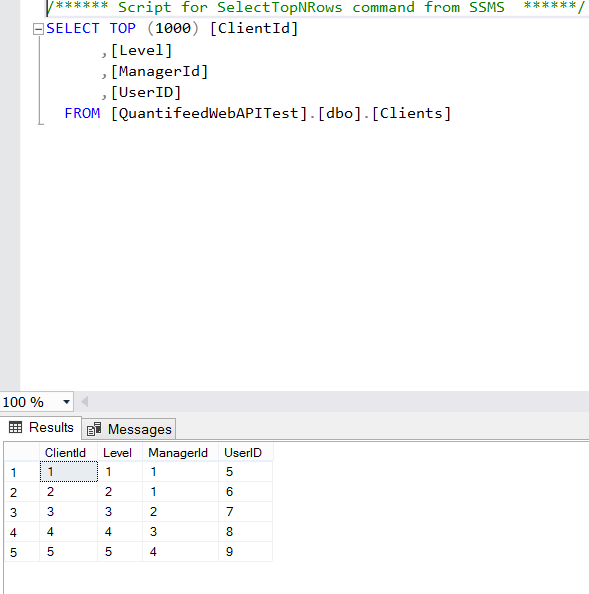 /****** Script for SelectTopNRows command from SSMS  ******/
SELECT TOP (1000) [ClientId]
,[Level]
,[ManagerId]
,[UserID]
FROM [QuantifeedWebAPITest].[dbo].[Clients]
100 %
Results Messages
ClientId Level ManagerId UserID
1 1 1 1 5
2 2 2 1 6
3 3 3 2 7
4 4 4 3 8
5 5 5 4 9